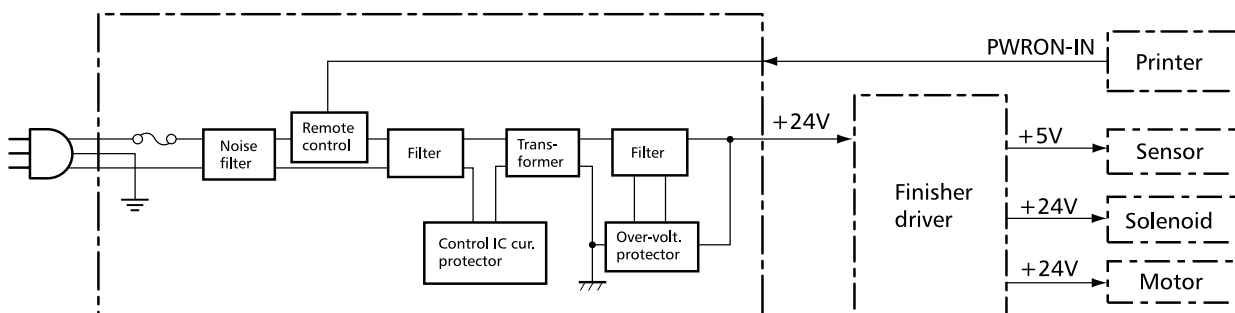 PWRON-IN
Printer
+24V
Remote
control
Noise
filter
Filter
Trans-
former
Filter
+5V
Sensor
Finisher
driver
+24V
Solenoid
Control IC cur.
protector
Over-volt.
protector
+24V
Motor